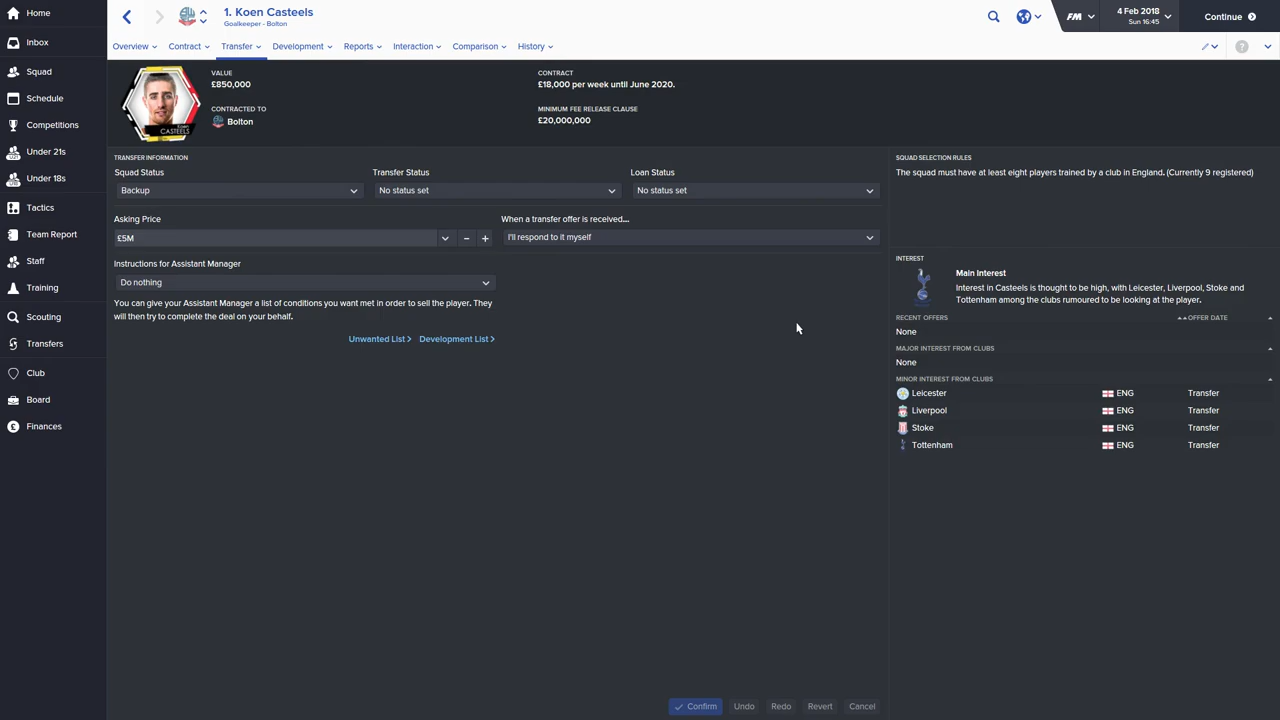 Home
Inbox
Squad
Schedule
Competitions
Under 21s
Under 18s
Tactics
Team Report
Staff
Training
Scouting
Transfers
Club
Board
Finances
1. Koen Casteels
Goalkeeper - Bolton
FM
4 Feb 2018
Sun 16:45
Continue
Overview
Contract
Transfer
Development
Reports
Interaction
Comparison
History
?
Koen
CASTEELS
VALUE
£850,000
CONTRACTED TO
Bolton
CONTRACT
£18,000 per week until June 2020.
MINIMUM FEE RELEASE CLAUSE
£20,000,000
TRANSFER INFORMATION
Squad Status
Backup
Transfer Status
No status set
Loan Status
No status set
Asking Price
£5M
When a transfer offer is received...
I'll respond to it myself
Instructions for Assistant Manager
Do nothing
You can give your Assistant Manager a list of conditions you want met in order to sell the player. They
will then try to complete the deal on your behalf.
Unwanted List >
Development List >
SQUAD SELECTION RULES
The squad must have at least eight players trained by a club in England. (Currently 9 registered)
INTEREST
Main Interest
Interest in Casteels is thought to be high, with Leicester, Liverpool, Stoke and
Tottenham among the clubs rumoured to be looking at the player.
RECENT OFFERS
OFFER DATE
None
MAJOR INTEREST FROM CLUBS
None
MINOR INTEREST FROM CLUBS
Leicester ENG Transfer
Liverpool ENG Transfer
Stoke ENG Transfer
Tottenham ENG Transfer
Confirm
Undo
Redo
Revert
Cancel